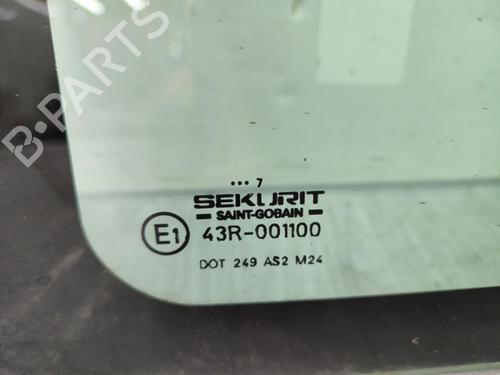 B-PARTS
... 7
SEKURIT
SAINT-GOBAIN
E1 43R-001100
DOT 249 AS2 M24